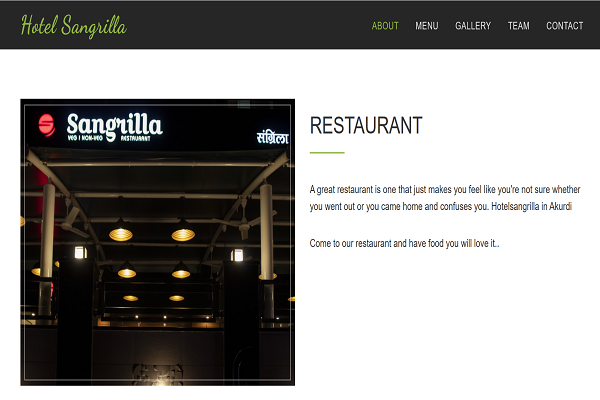 Hotel Sangrilla
ABOUT MENU GALLERY TEAM CONTACT
Sangrilla
VEG | NON-VEG RESTAURANT
संग्रिला
RESTAURANT
A great restaurant is one that just makes you feel like you're not sure whether
you went out or you came home and confuses you. Hotelsangrilla in Akurdi
Come to our restaurant and have food you will love it..